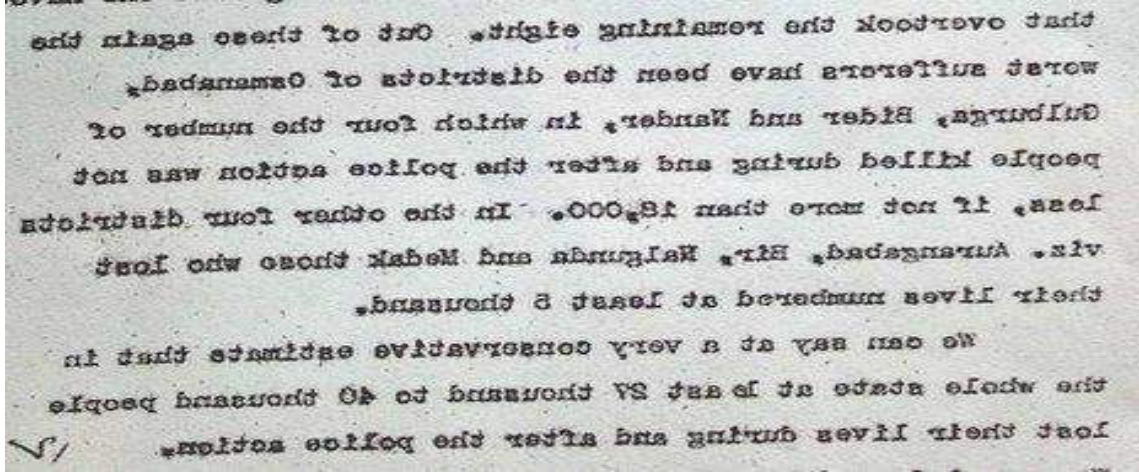 that overtook the remaining eight. Out of these again the
worst sufferers have been the districts of Osmanabad.
Gulburga, Bider and Nander, in which four the number of
people killed during and after the police action was not
less, if not more than 18,000. In the other four districts
viz. Aurangabad, Bir, Nalgunda and Medak those who lost
their lives numbered at least 5 thousand.
We can say at a very conservative estimate that in
the whole state at least 27 thousand to 40 thousand people
lost their lives during and after the police action.